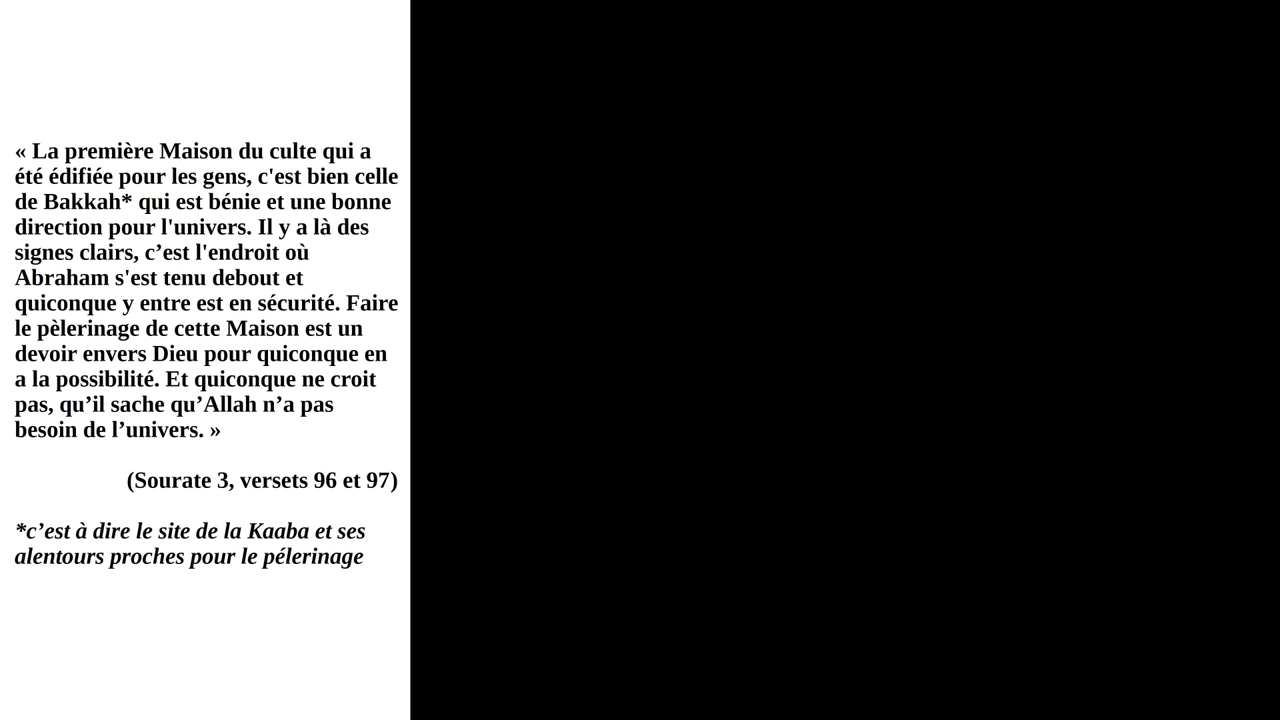 « La première Maison du culte qui a
été édifiée pour les gens, c'est bien celle
de Bakkah* qui est bénie et une bonne
direction pour l'univers. Il y a là des
signes clairs, c’est l'endroit où
Abraham s'est tenu debout et
quiconque y entre est en sécurité. Faire
le pèlerinage de cette Maison est un
devoir envers Dieu pour quiconque en
a la possibilité. Et quiconque ne croit
pas, qu’il sache qu’Allah n’a pas
besoin de l’univers. »
(Sourate 3, versets 96 et 97)
*c’est à dire le site de la Kaaba et ses
alentours proches pour le pélerinage